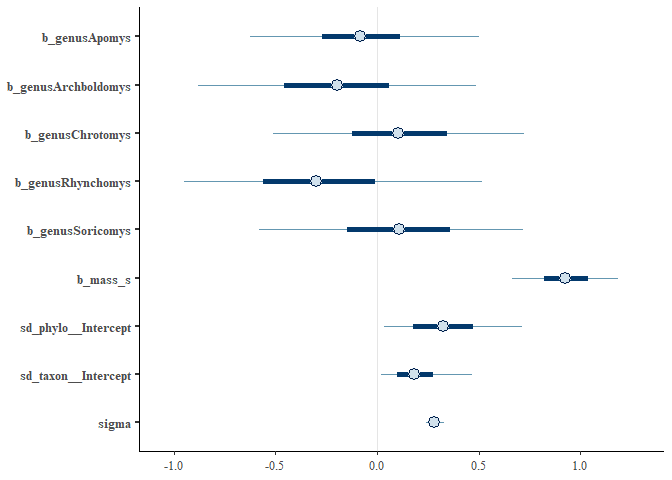 b_genusApomys
b_genusArchboldomys
b_genusChrotomys
b_genusRhynchomys
b_genusSoricomys
b_mass_s
sd_phylo__Intercept
sd_taxon__Intercept
sigma
-1.0 -0.5 0.0 0.5 1.0